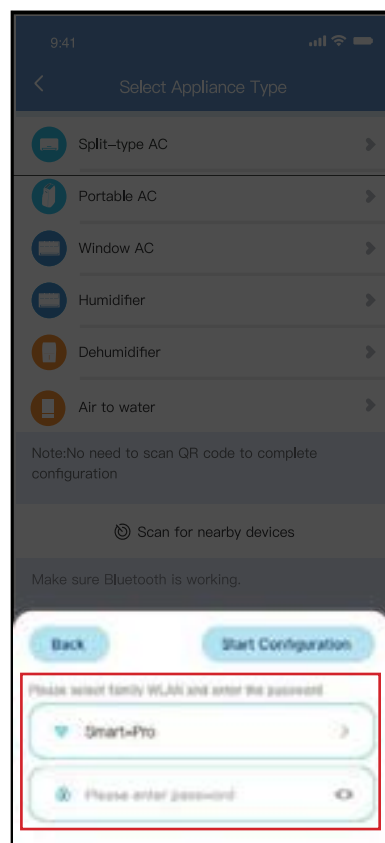 9:41
Select Appliance Type
Split-type AC
Portable AC
Window AC
Humidifier
Dehumidifier
Air to water
Note:No need to scan QR code to complete
configuration
Scan for nearby devices
Make sure Bluetooth is working.
Back
Start Configuration
Please select family WLAN and enter the password
Smart-Pro
Please enter password